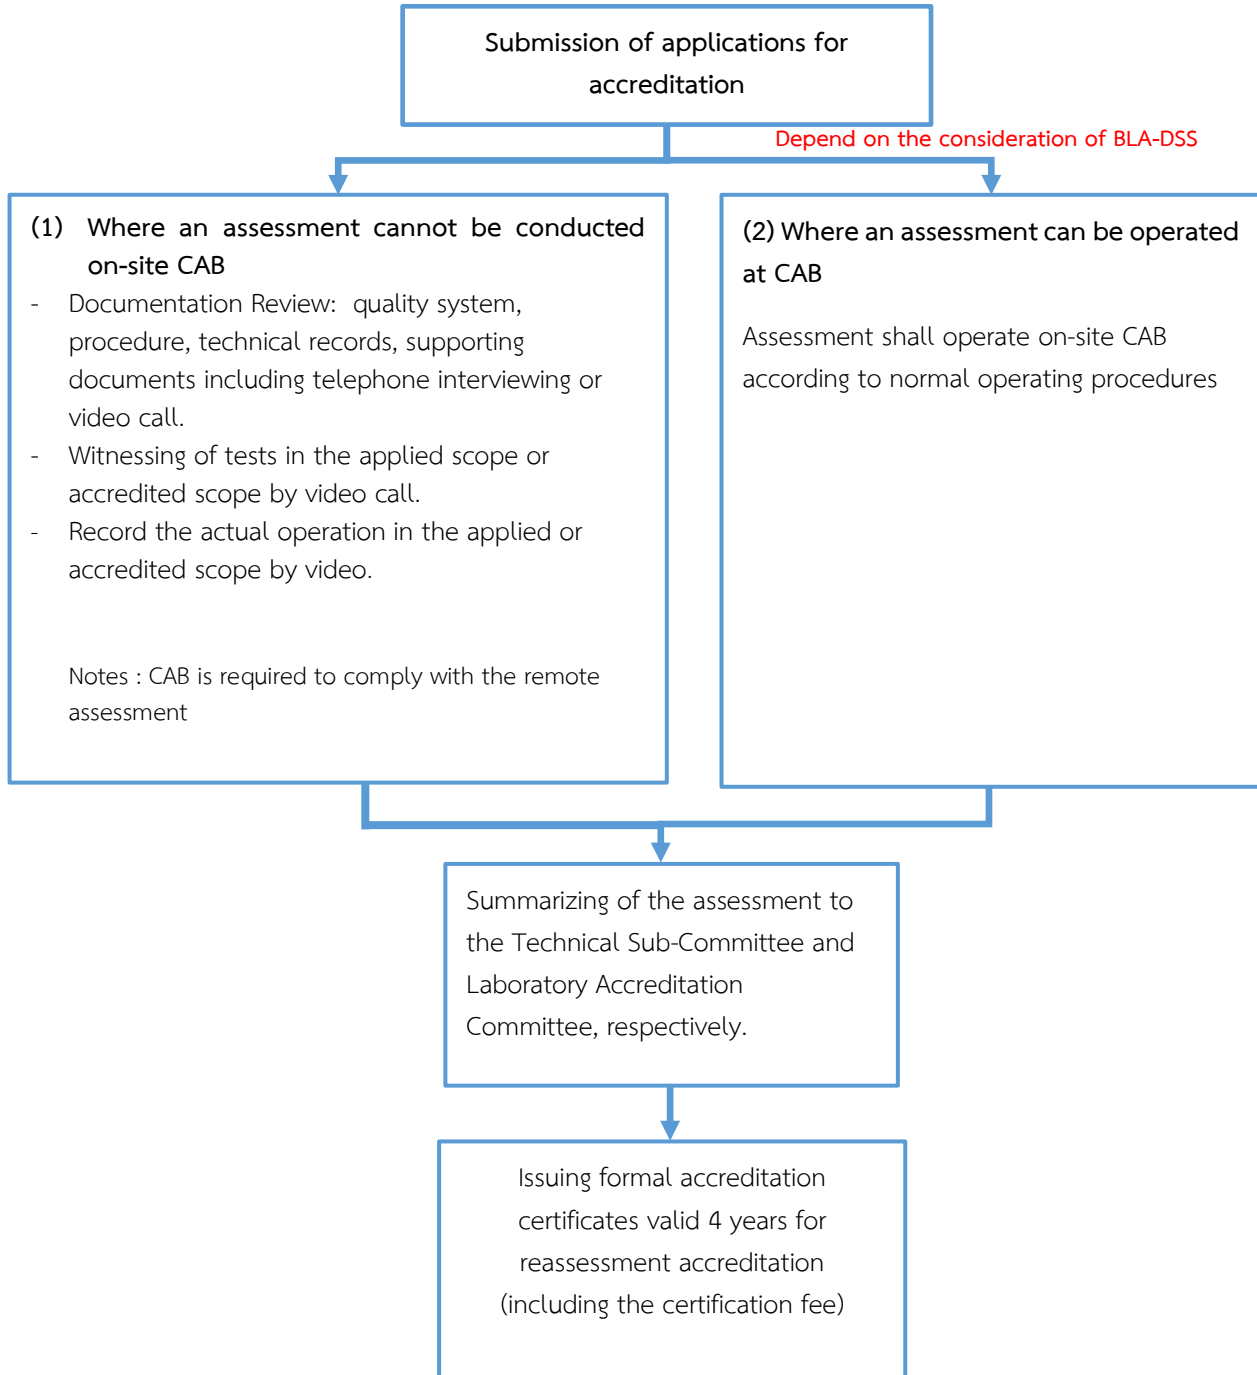 Submission of applications for
accreditation
Depend on the consideration of BLA-DSS
(1) Where an assessment cannot be conducted
on-site CAB
- Documentation Review: quality system,
procedure, technical records, supporting
documents including telephone interviewing or
video call.
- Witnessing of tests in the applied scope or
accredited scope by video call.
- Record the actual operation in the applied or
accredited scope by video.
Notes : CAB is required to comply with the remote
assessment
(2) Where an assessment can be operated
at CAB
Assessment shall operate on-site CAB
according to normal operating procedures
Summarizing of the assessment to
the Technical Sub-Committee and
Laboratory Accreditation
Committee, respectively.
Issuing formal accreditation
certificates valid 4 years for
reassessment accreditation
(including the certification fee)